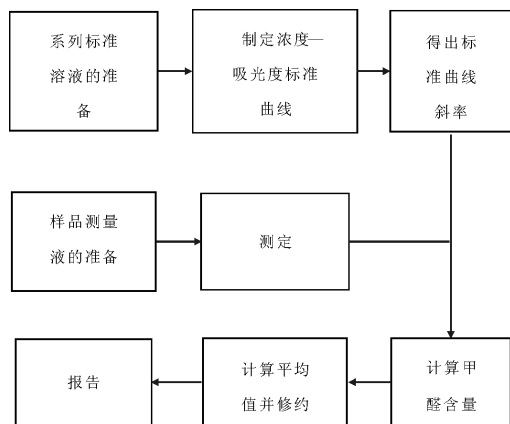 系列标准
溶液的准
备
制定浓度—
吸光度标准
曲线
得出标
准曲线
斜率
样品测量
液的准备
测定
报告
计算平均
值并修约
计算甲
醛含量